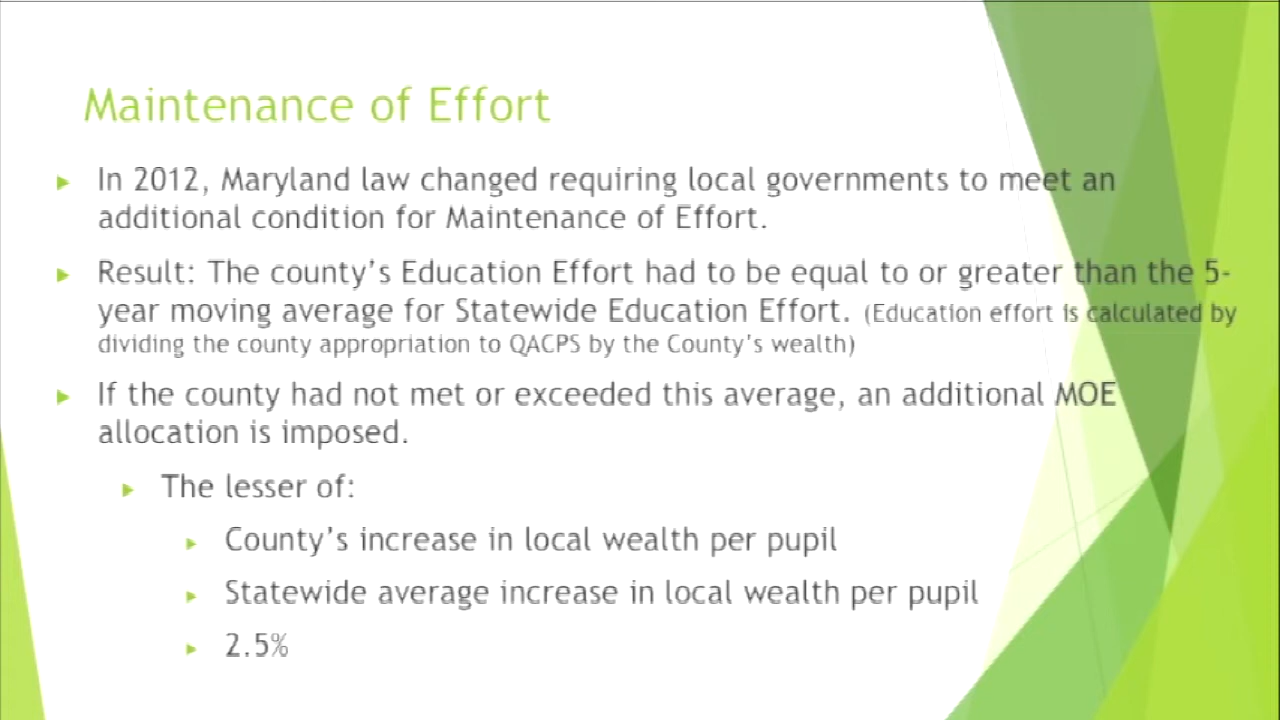 Maintenance of Effort
In 2012, Maryland law changed requiring local governments to meet an
additional condition for Maintenance of Effort.
Result: The county’s Education Effort had to be equal to or greater than the 5-
year moving average for Statewide Education Effort. (Education effort is calculated by
dividing the county appropriation to QACPS by the County’s wealth)
If the county had not met or exceeded this average, an additional MOE
allocation is imposed.
The lesser of:
County’s increase in local wealth per pupil
Statewide average increase in local wealth per pupil
2.5%